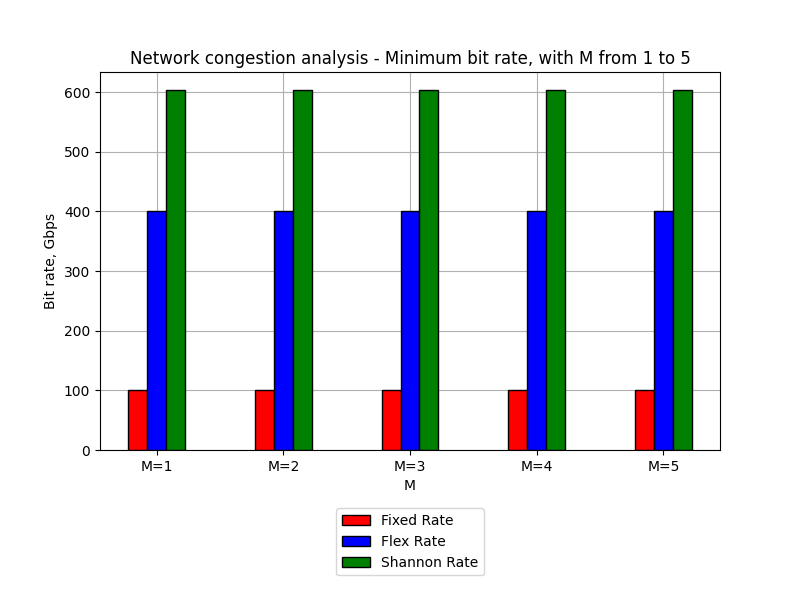 Network congestion analysis - Minimum bit rate, with M from 1 to 5
Bit rate, Gbps
600
500
400
300
200
100
0
M=1 M=2 M=3 M=4 M=5
M
Fixed Rate
Flex Rate
Shannon Rate